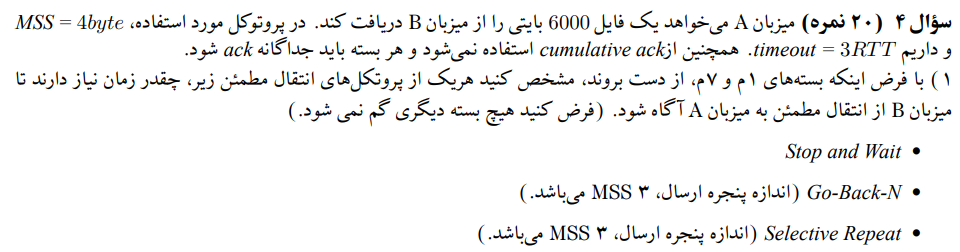 سؤال ۴ (۲۰ نمره) میزبان A می‌خواهد یک فایل 6000 بایتی را از میزبان B دریافت کند. در پروتوکل مورد استفاده، MSS = 4byte
و داریم timeout = 3RTT. همچنین ازcumulative ack استفاده نمی‌شود و هر بسته باید جداگانه ack شود.
۱ ) با فرض اینکه بسته‌های ۱م و ۷م، از دست بروند، مشخص کنید هریک از پروتکل‌های انتقال مطمئن زیر، چقدر زمان نیاز دارند تا
میزبان B از انتقال مطمئن به میزبان A آگاه شود. (فرض کنید هیچ بسته دیگری گم نمی شود.)
• Stop and Wait
• Go-Back-N (اندازه پنجره ارسال، ۳ MSS می‌باشد.)
• Selective Repeat (اندازه پنجره ارسال، ۳ MSS می‌باشد.)